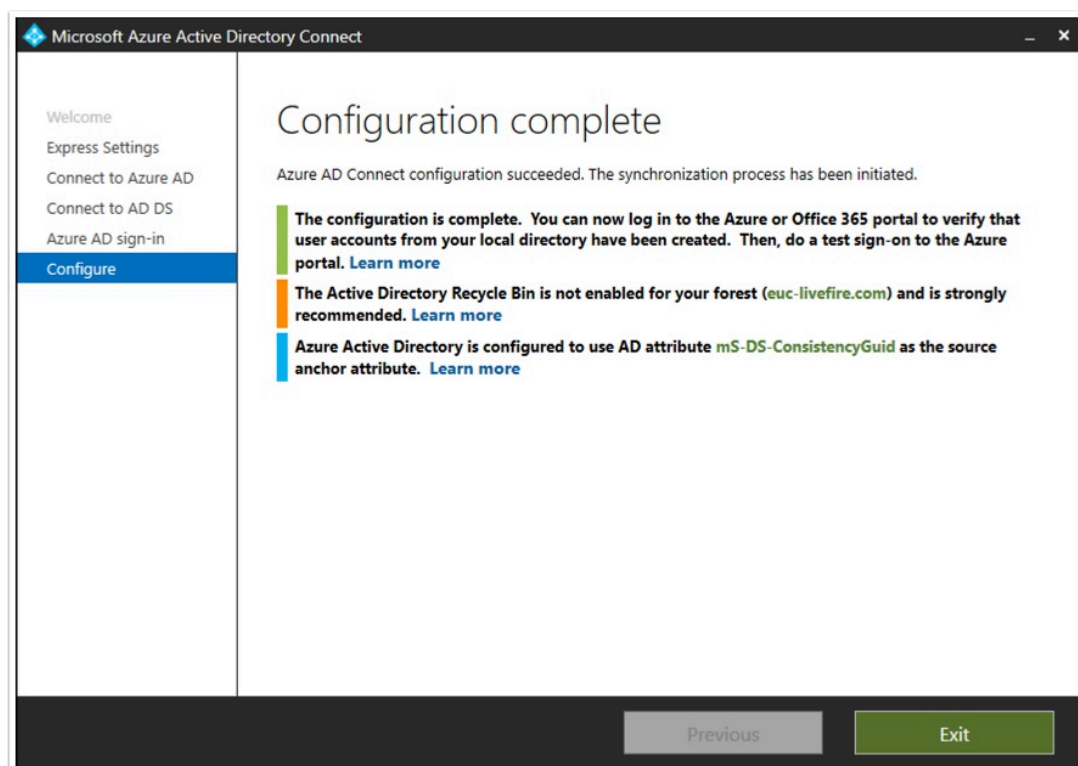 Microsoft Azure Active Directory Connect
Welcome
Express Settings
Connect to Azure AD
Connect to AD DS
Azure AD sign-in
Configure
Configuration complete
Azure AD Connect configuration succeeded. The synchronization process has been initiated.
The configuration is complete. You can now log in to the Azure or Office 365 portal to verify that
user accounts from your local directory have been created. Then, do a test sign-on to the Azure
portal. Learn more
The Active Directory Recycle Bin is not enabled for your forest (euc-livefire.com) and is strongly
recommended. Learn more
Azure Active Directory is configured to use AD attribute mS-DS-ConsistencyGuid as the source
anchor attribute. Learn more
Previous
Exit